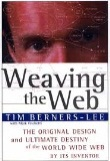 Weaving
the Web
TIM BERNERS-LEE
THE ORIGINAL DESIGN
AND ULTIMATE DESTINY
OF THE WORLD WIDE WEB
BY ITS INVENTOR